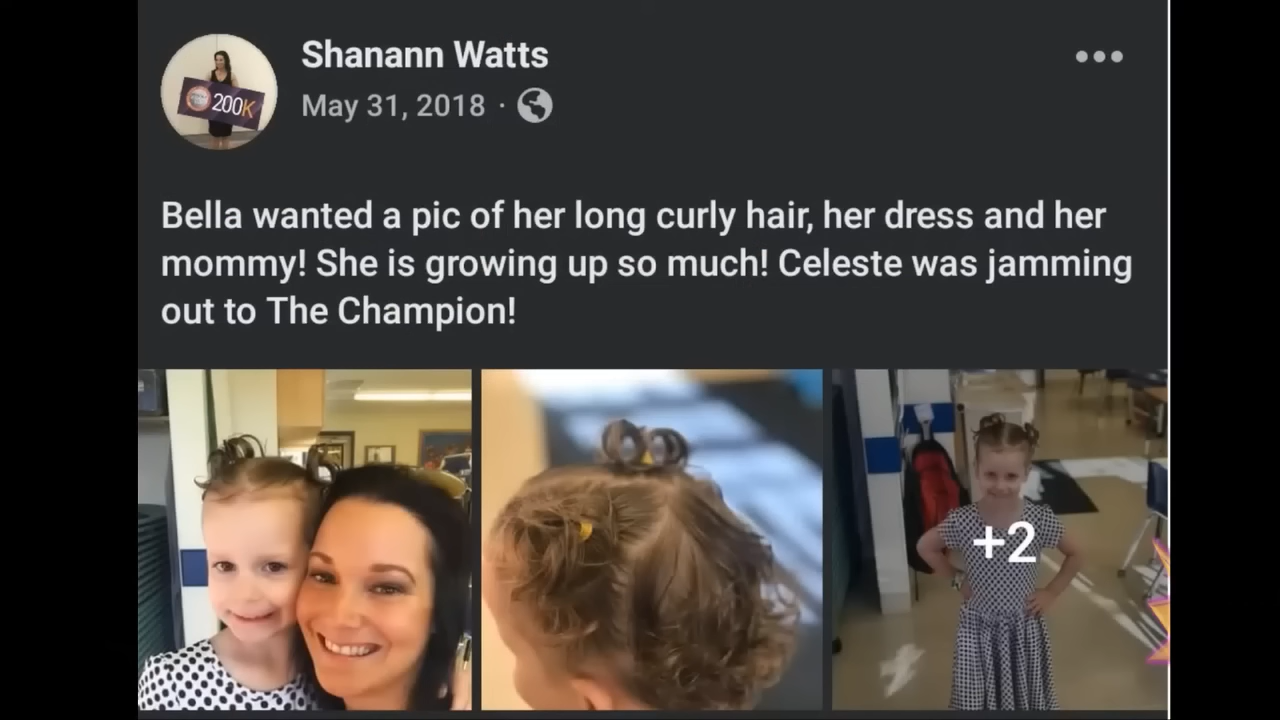 Shanann Watts
May 31, 2018 ·
200K
Bella wanted a pic of her long curly hair, her dress and her
mommy! She is growing up so much! Celeste was jamming
out to The Champion!
+2